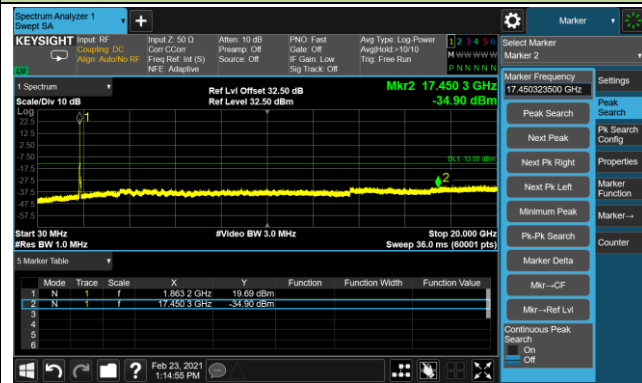 Spectrum Analyzer 1
Swept SA
Marker
KEYSIGHT
Input: RF
Coupling: DC
Align: Auto/No RF
Input Z: 50 Ω
Corr CCorr
Freq Ref: Int (S)
NFE: Adaptive
Atten: 10 dB
Preamp: Off
Source: Off
PNO: Fast
Gate: Off
IF Gain: Low
Sig Track: Off
Avg Type: Log-Power
Avg|Hold:>10/10
Trig: Free Run
1 2 3 4 5 6
M W W W W W
P N N N N N
LXI
Select Marker
Marker 2
Marker Frequency
17.450323500 GHz
Settings
Peak Search
Peak Search
Next Peak
Pk Search Config
Next Pk Right
Properties
Next Pk Left
Marker Function
Minimum Peak
Marker→
Pk-Pk Search
Counter
Marker Delta
Mkr→CF
Mkr→Ref Lvl
Continuous Peak Search
On
Off
1 Spectrum
Scale/Div 10 dB
Ref Lvl Offset 32.50 dB
Ref Level 32.50 dBm
Mkr2 17.450 3 GHz
-34.90 dBm
Log
22.5
12.5
2.50
-7.50
-17.5
-27.5
-37.5
-47.5
-57.5
1
2
DL1 -13.00 dBm
Start 30 MHz
#Res BW 1.0 MHz
#Video BW 3.0 MHz
Stop 20.000 GHz
Sweep 36.0 ms (60001 pts)
5 Marker Table
Mode Trace Scale X Y Function Function Width Function Value
1 N 1 f 1.863 2 GHz 19.69 dBm
2 N 1 f 17.450 3 GHz -34.90 dBm
3
4
5
6
?
Feb 23, 2021
1:14:55 PM